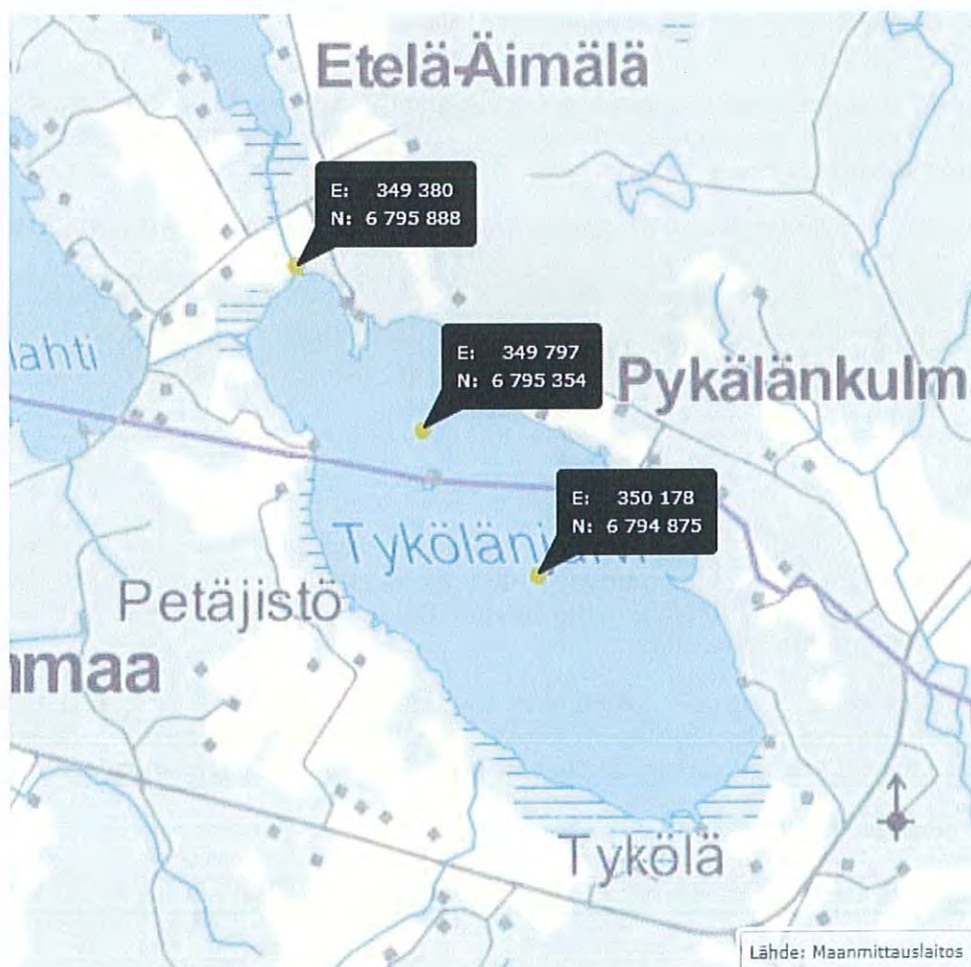 Etelä-Äimälä
E: 349 380
N: 6 795 888
lahti
E: 349 797
N: 6 795 354
Pykälänkulm
E: 350 178
N: 6 794 875
Petäjistö
mmaa
Tykölä
Lähde: Maanmittauslaitos